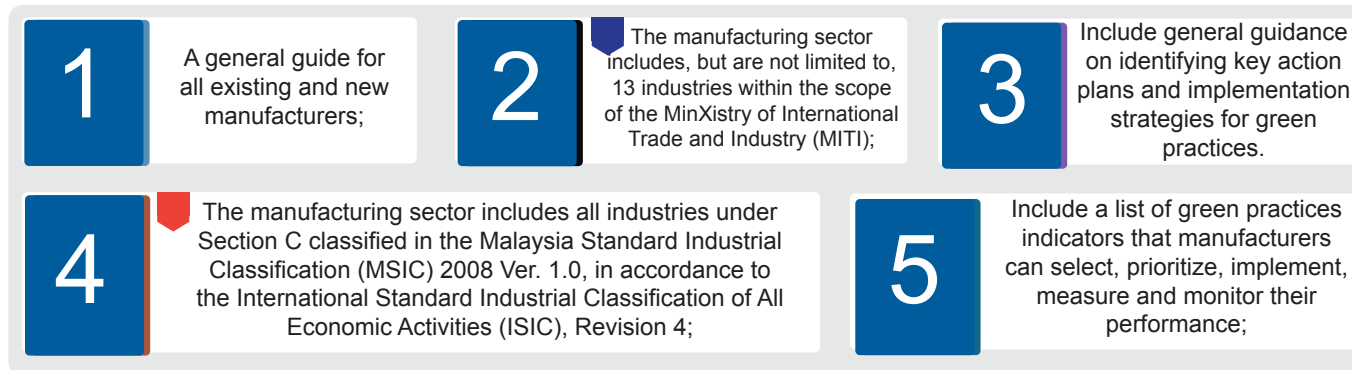 1
A general guide for
all existing and new
manufacturers;
2
The manufacturing sector
includes, but are not limited to,
13 industries within the scope
of the MinXistry of International
Trade and Industry (MITI);
3
Include general guidance
on identifying key action
plans and implementation
strategies for green
practices.
4
The manufacturing sector includes all industries under
Section C classified in the Malaysia Standard Industrial
Classification (MSIC) 2008 Ver. 1.0, in accordance to
the International Standard Industrial Classification of All
Economic Activities (ISIC), Revision 4;
5
Include a list of green practices
indicators that manufacturers
can select, prioritize, implement,
measure and monitor their
performance;